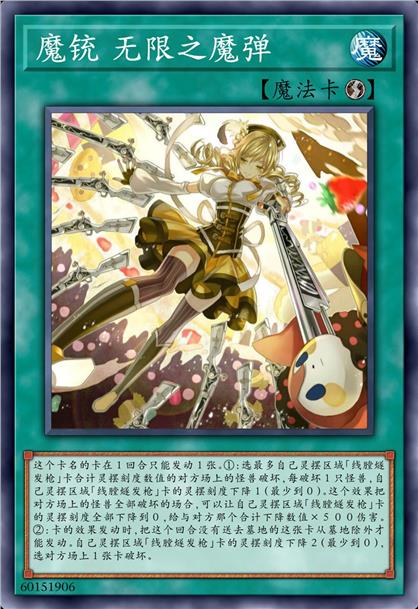 魔铳 无限之魔弹
魔
【魔法卡】
这个卡名的卡在1回合只能发动1张。①:选最多自己灵摆区域「线膛燧发枪」卡合计灵摆刻度数值的对方场上的怪兽破坏,每破坏1只怪兽,自
己灵摆区域「线膛燧发枪」卡的灵摆刻度下降1(最少到0)。这个效果把
对方场上的怪兽全部破坏的场合,可以让自己灵摆区域「线膛燧发枪」卡
的灵摆刻度全部下降到0,给与对方那个合计下降数值×500伤害。
②:卡的效果发动时,把这个回合没有送去墓地的这张卡从墓地除外才
能发动。自己灵摆区域「线膛燧发枪」卡的灵摆刻度下降2(最少到0),
选对方场上1张卡破坏。
60151906